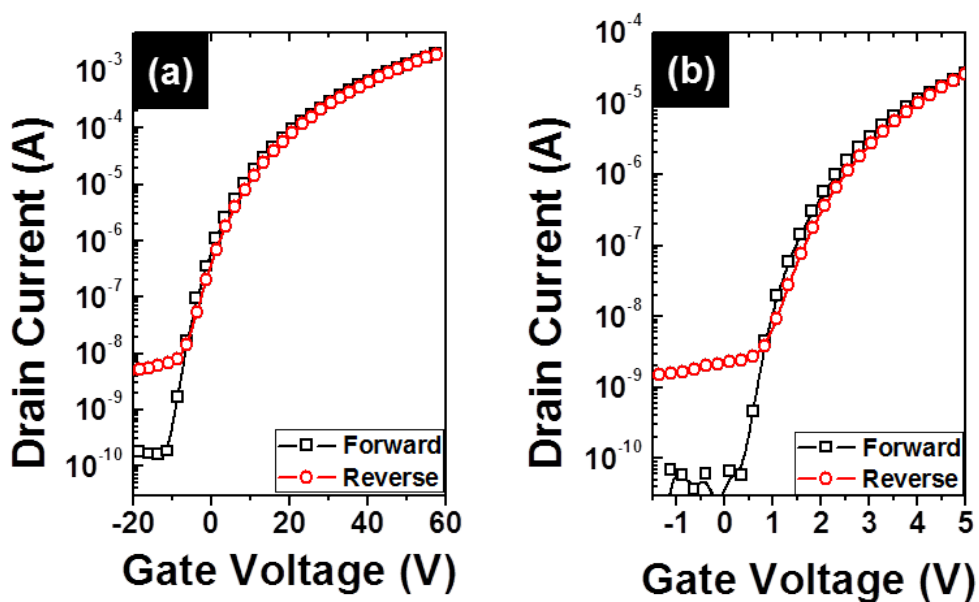 (a)
Drain Current (A)
10⁻³
10⁻⁴
10⁻⁵
10⁻⁶
10⁻⁷
10⁻⁸
10⁻⁹
10⁻¹⁰
Forward
Reverse
-20 0 20 40 60
Gate Voltage (V)
(b)
Drain Current (A)
10⁻⁴
10⁻⁵
10⁻⁶
10⁻⁷
10⁻⁸
10⁻⁹
10⁻¹⁰
Forward
Reverse
-1 0 1 2 3 4 5
Gate Voltage (V)